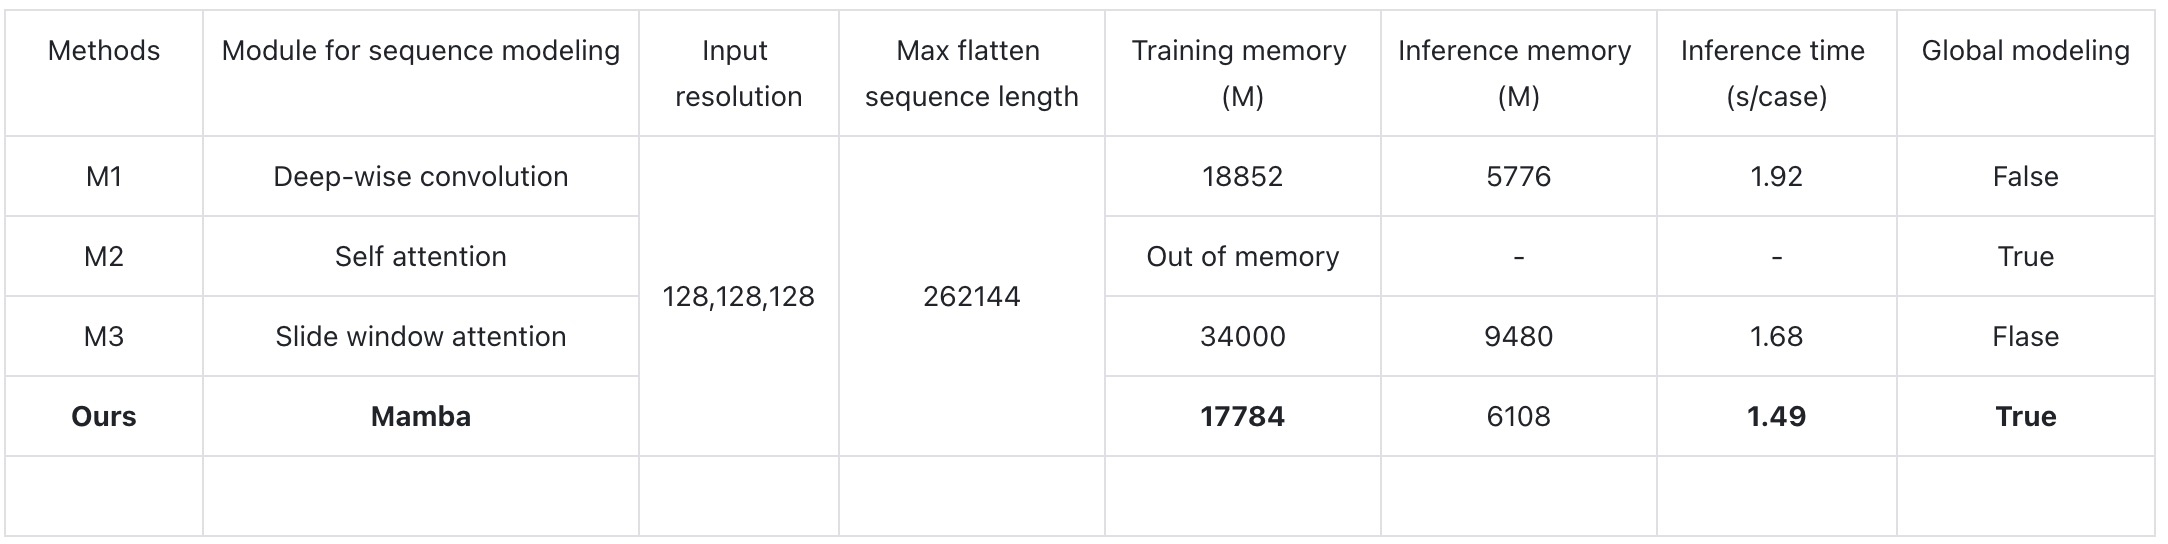 Methods Module for sequence modeling Input resolution Max flatten sequence length Training memory (M) Inference memory (M) Inference time (s/case) Global modeling
M1 Deep-wise convolution 128,128,128 262144 18852 5776 1.92 False
M2 Self attention Out of memory - - True
M3 Slide window attention 34000 9480 1.68 Flase
Ours Mamba 17784 6108 1.49 True